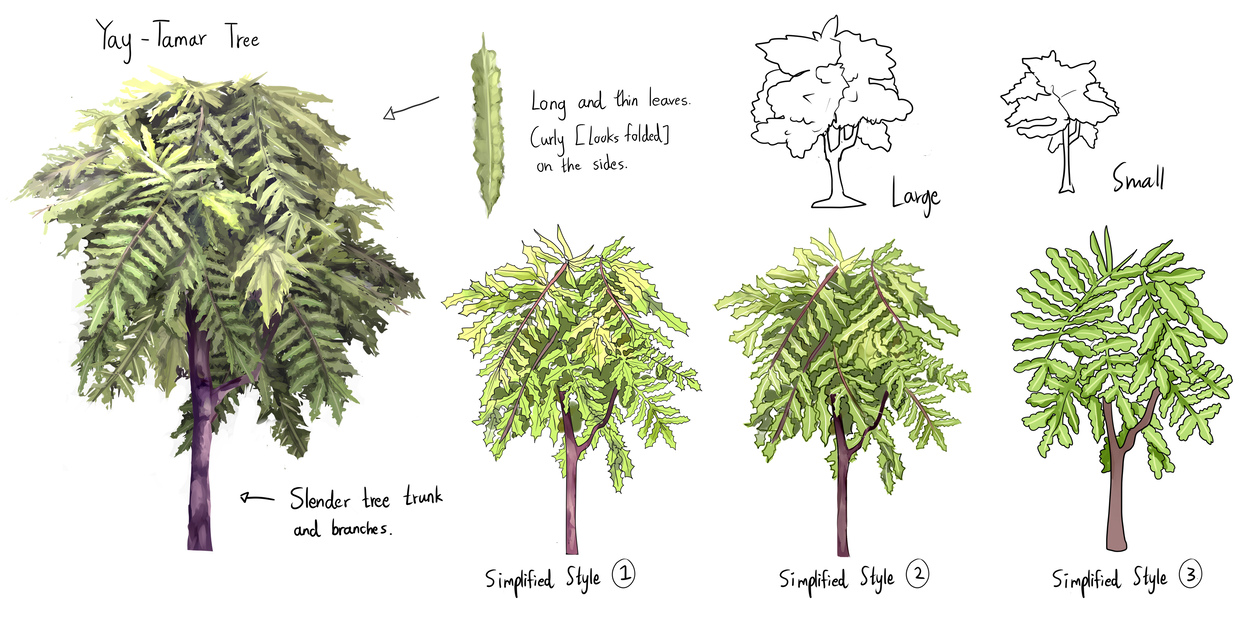 Yay-Tamar Tree
Long and thin leaves.
Curly [looks folded]
on the sides.
Large
Small
Slender tree trunk
and branches.
Simplified Style 1
Simplified Style 2
Simplified Style 3